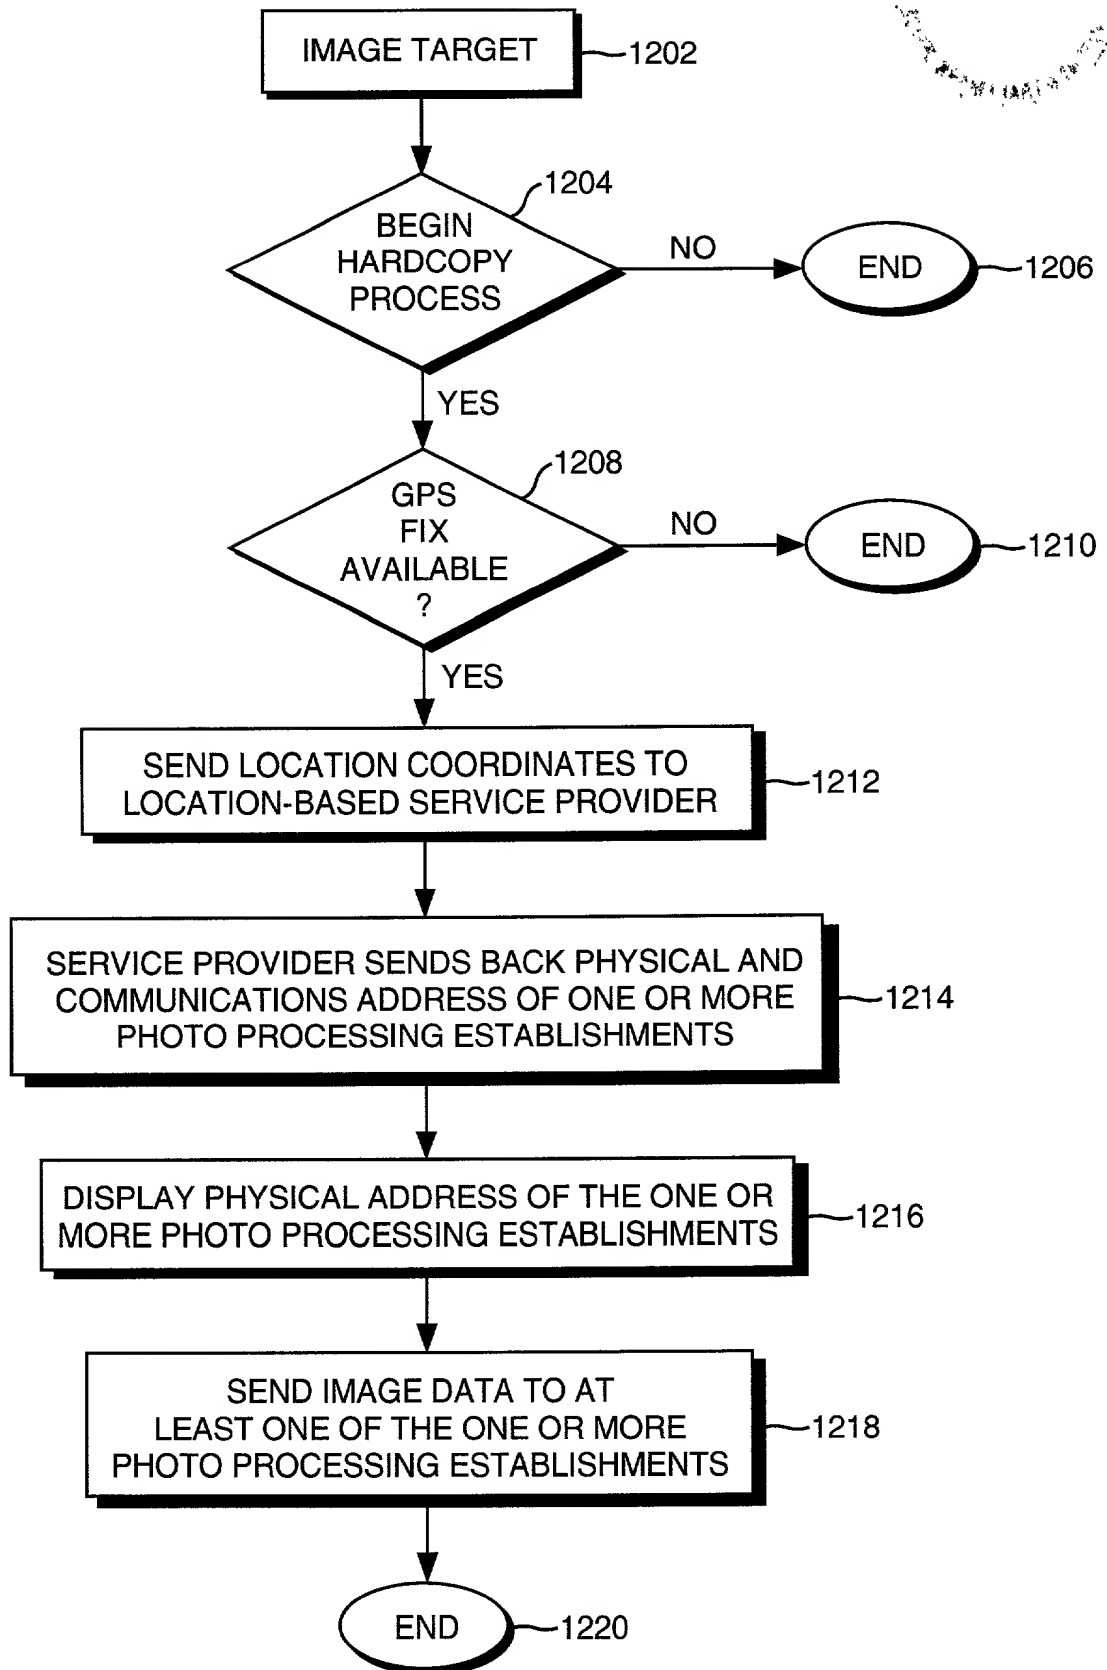 IMAGE TARGET
1202
1204
BEGIN
HARDCOPY
PROCESS
NO
END
1206
YES
1208
GPS
FIX
AVAILABLE
?
NO
END
1210
YES
SEND LOCATION COORDINATES TO
LOCATION-BASED SERVICE PROVIDER
1212
SERVICE PROVIDER SENDS BACK PHYSICAL AND
COMMUNICATIONS ADDRESS OF ONE OR MORE
PHOTO PROCESSING ESTABLISHMENTS
1214
DISPLAY PHYSICAL ADDRESS OF THE ONE OR
MORE PHOTO PROCESSING ESTABLISHMENTS
1216
SEND IMAGE DATA TO AT
LEAST ONE OF THE ONE OR MORE
PHOTO PROCESSING ESTABLISHMENTS
1218
END
1220